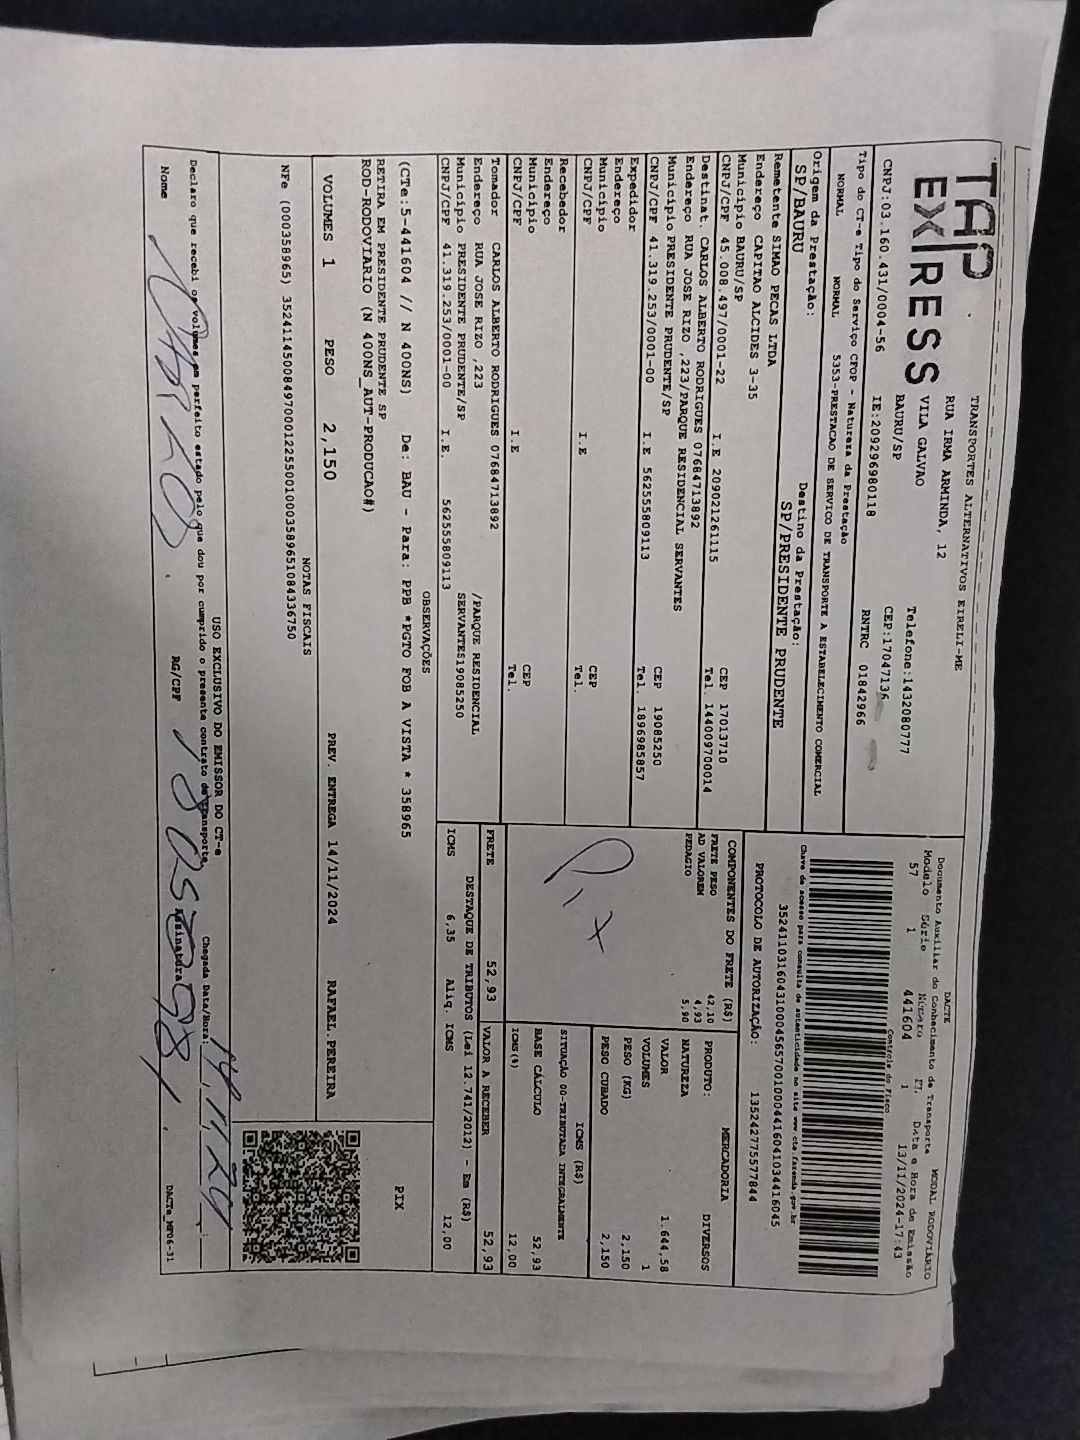 TAP EXPRESS
TRANSPORTES ALTERNATIVOS EIRELI-ME
RUA IRMA ARMINDA, 12
VILA GALVAO
BAURU/SP
Telefone:1432080777
CEP:17047136
CNPJ:03.160.431/0004-56 IE:209296980118 RNTRC 01842966
DACTE MODAL RODOVIÁRIO
Documento Auxiliar do Conhecimento de Transporte
Modelo Série Número Fl. Data e Hora de Emissão
57 1 441604 1 13/11/2024-17:43
Controle do Fisco
Tipo do CT-e Tipo do Serviço CFOP - Natureza da Prestação
NORMAL NORMAL 5353-PRESTACAO DE SERVICO DE TRANSPORTE A ESTABELECIMENTO COMERCIAL
Chave de acesso para consulta de autenticidade no site www.cte.fazenda.gov.br
35241103160431000456570010004416041034416045
PROTOCOLO DE AUTORIZAÇÃO: 135242775577844
Origem da Prestação: Destino da Prestação:
SP/BAURU SP/PRESIDENTE PRUDENTE
Remetente SIMAO PECAS LTDA
Endereço CAPITAO ALCIDES 3-35
Município BAURU/SP CEP 17013710
CNPJ/CPF 45.008.497/0001-22 I.E 209021261115 Tel. 144009700014
Destinat. CARLOS ALBERTO RODRIGUES 07684713892
Endereço RUA JOSE RIZO ,223/PARQUE RESIDENCIAL SERVANTES
Município PRESIDENTE PRUDENTE/SP CEP 19085250
CNPJ/CPF 41.319.253/0001-00 I.E 562555809113 Tel. 1896985857
Expedidor
Endereço
Município CEP
CNPJ/CPF I.E Tel.
Recebedor
Endereço
Município CEP
CNPJ/CPF I.E Tel.
Tomador CARLOS ALBERTO RODRIGUES 07684713892
Endereço RUA JOSE RIZO ,223 /PARQUE RESIDENCIAL
Município PRESIDENTE PRUDENTE/SP SERVANTES19085250
CNPJ/CPF 41.319.253/0001-00 I.E. 562555809113
COMPONENTES DO FRETE (R$)
FRETE PESO 42,10
AD VALOREM 4,93
PEDAGIO 5,90
Pix
MERCADORIA
PRODUTO: DIVERSOS
NATUREZA
VALOR 1.644,58
VOLUMES 1
PESO (KG) 2,150
PESO CUBADO 2,150
ICMS (R$)
SITUAÇÃO 00-TRIBUTADA INTEGRALMENTE
BASE CÁLCULO 52,93
ICMS(%) 12,00
FRETE 52,93 VALOR A RECEBER 52,93
DESTAQUE DE TRIBUTOS (Lei 12.741/2012) - Em (R$)
ICMS 6,35 Aliq. ICMS 12,00
OBSERVAÇÕES
(CTe:5-441604 // N 400NS) De: BAU - Para: PPB *PGTO FOB A VISTA * 358965
RETIRA EM PRESIDENTE PRUDENTE SP
ROD-RODOVIARIO (N 400NS_AUT-PRODUCAO#)
PIX
VOLUMES 1 PESO 2,150 PREV. ENTREGA 14/11/2024 RAFAEL.PEREIRA
NOTAS FISCAIS
NFe (000358965) 35241145008497000122550010003589651084336750
USO EXCLUSIVO DO EMISSOR DO CT-e
Declaro que recebi os volumes em perfeito estado pelo que dou por cumprido o presente contrato de Transporte Chegada Data/Hora: 14,11,24
Nome RG/CPF Assinatura DACTe_MP06-31